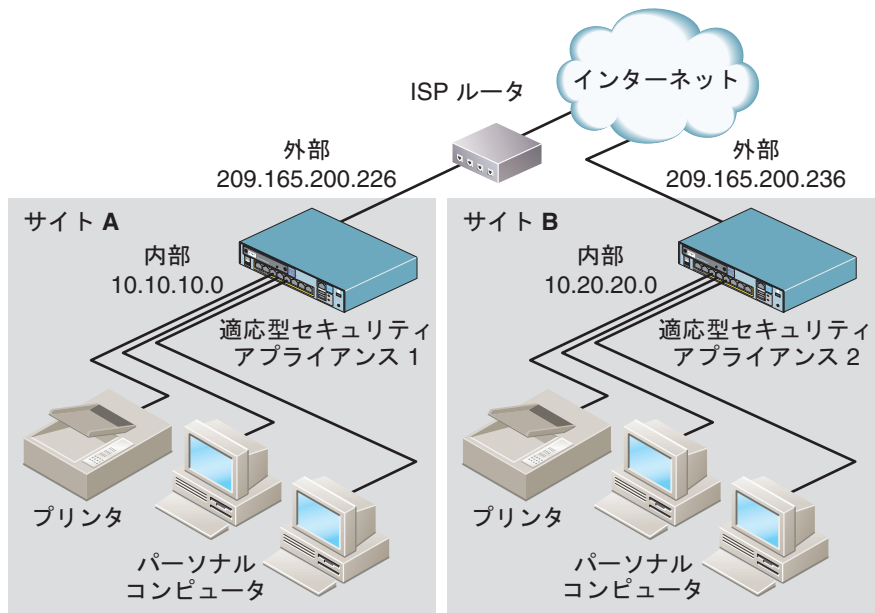 インターネット
ISP ルータ
外部
209.165.200.226
外部
209.165.200.236
サイト A
内部
10.10.10.0
適応型セキュリティ
アプライアンス 1
プリンタ
パーソナル
コンピュータ
サイト B
内部
10.20.20.0
適応型セキュリティ
アプライアンス 2
プリンタ
パーソナル
コンピュータ